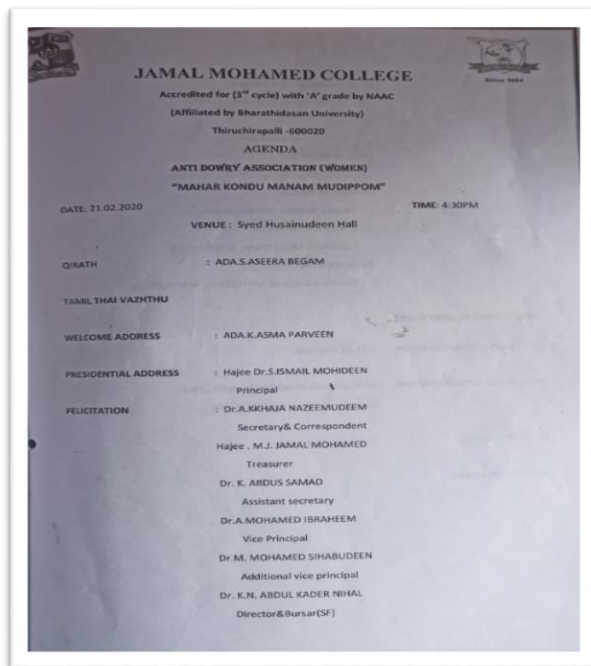 JAMAL MOHAMED COLLEGE
Since 1951
Accredited for (3rd cycle) with "A" grade by NAAC
(Affiliated by Bharathidasan University)
Thiruchirapalli -600020
AGENDA
ANTI DOWRY ASSOCIATION (WOMEN)
"MAHAR KONDU MANAM MUDIPPOM"
DATE: 21.02.2020 TIME: 4:30PM
VENUE : Syed Husainudeen Hall
QIRATH : ADA.S.ASEERA BEGAM
TAMIL THAI VAZHTHU
WELCOME ADDRESS : ADA.K.ASMA PARVEEN
PRESIDENTIAL ADDRESS : Hajee Dr.S.ISMAIL MOHIDEEN
Principal
FELICITATION : Dr.A.KKHAJA NAZEEMUDEEM
Secretary& Correspondent
Hajee . M.J. JAMAL MOHAMED
Treasurer
Dr. K. ABDUS SAMAD
Assistant secretary
Dr.A.MOHAMED IBRAHEEM
Vice Principal
Dr.M. MOHAMED SIHABUDEEN
Additional vice principal
Dr. K.N. ABDUL KADER NIHAL
Director&Bursar(SF)